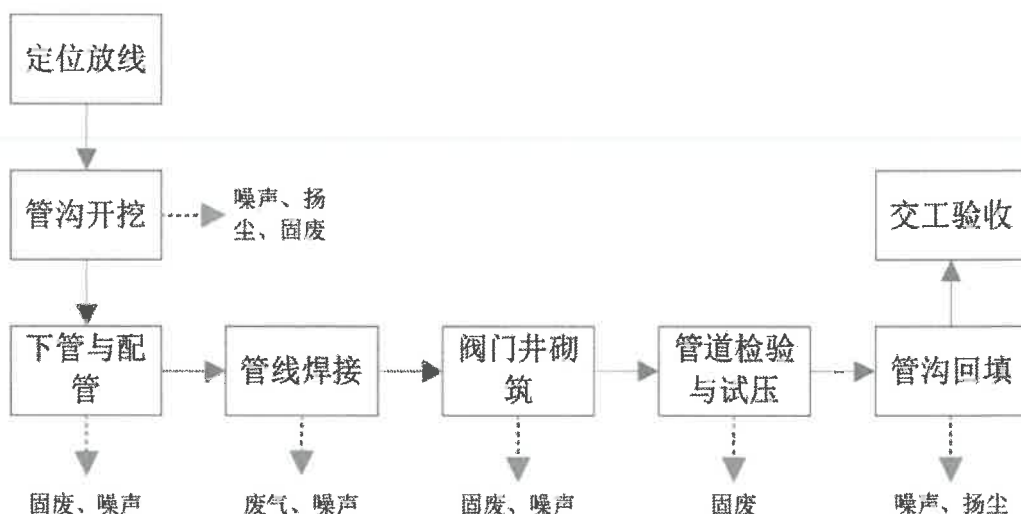 定位放线
管沟开挖
噪声、扬
尘、固废
交工验收
下管与配
管
管线焊接
阀门井砌
筑
管道检验
与试压
管沟回填
固废、噪声
废气、噪声
固废、噪声
固废
噪声、扬尘